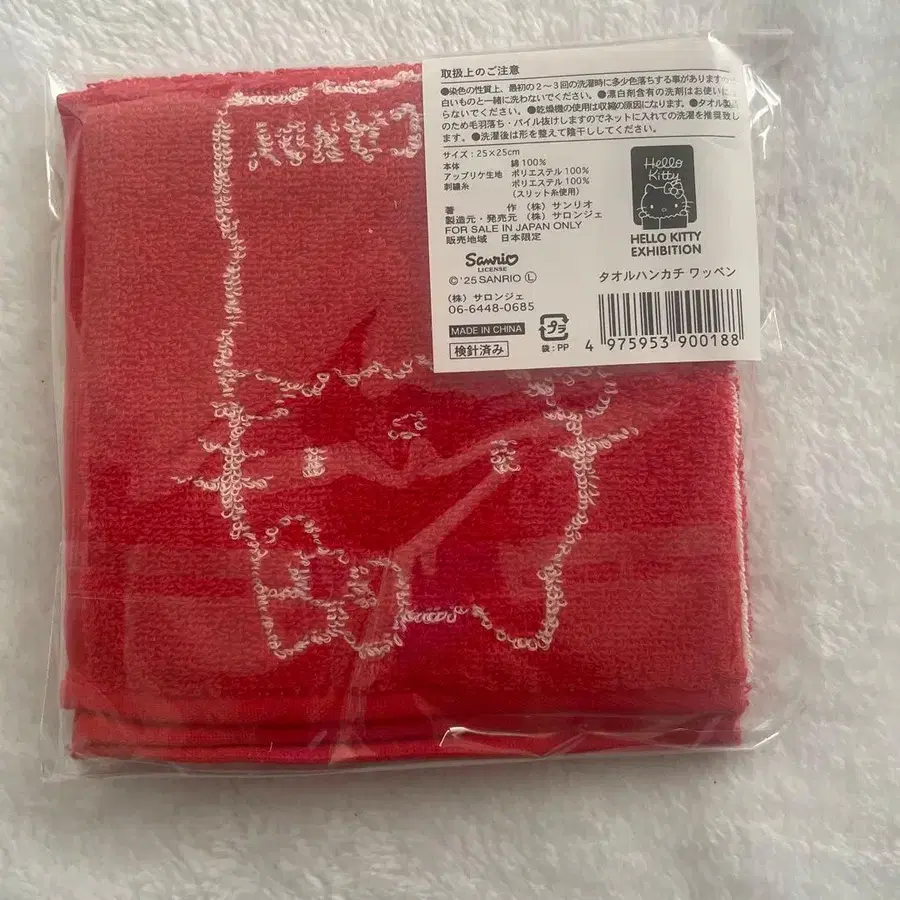 取扱上のご注意
●染色の性質上、最初の2～3回の洗濯時に多少色落ちする事がありますので
白いものと一緒に洗わないでください。●漂白剤含有の洗剤はお使いにな
らないでください。●乾燥機の使用は収縮の原因になります。●タオル製品
のため毛羽落ち・パイル抜けしますのでネットに入れての洗濯を推奨致し
ます。●洗濯後は形を整えて陰干ししてください。
サイズ：25×25cm
本体 綿100%
アップリケ生地 ポリエステル100%
刺繍糸 ポリエステル100%
（スリット糸使用）
著 作 （株）サンリオ
製造元・発売元 （株）サロンジェ
FOR SALE IN JAPAN ONLY
販売地域 日本限定
Sanrio
LICENSE
©'25 SANRIO Ⓛ
（株）サロンジェ
06-6448-0685
MADE IN CHINA
検針済み
プラ
袋：PP
Hello
Kitty
HELLO KITTY
EXHIBITION
タオルハンカチ ワッペン
4 975953 900188